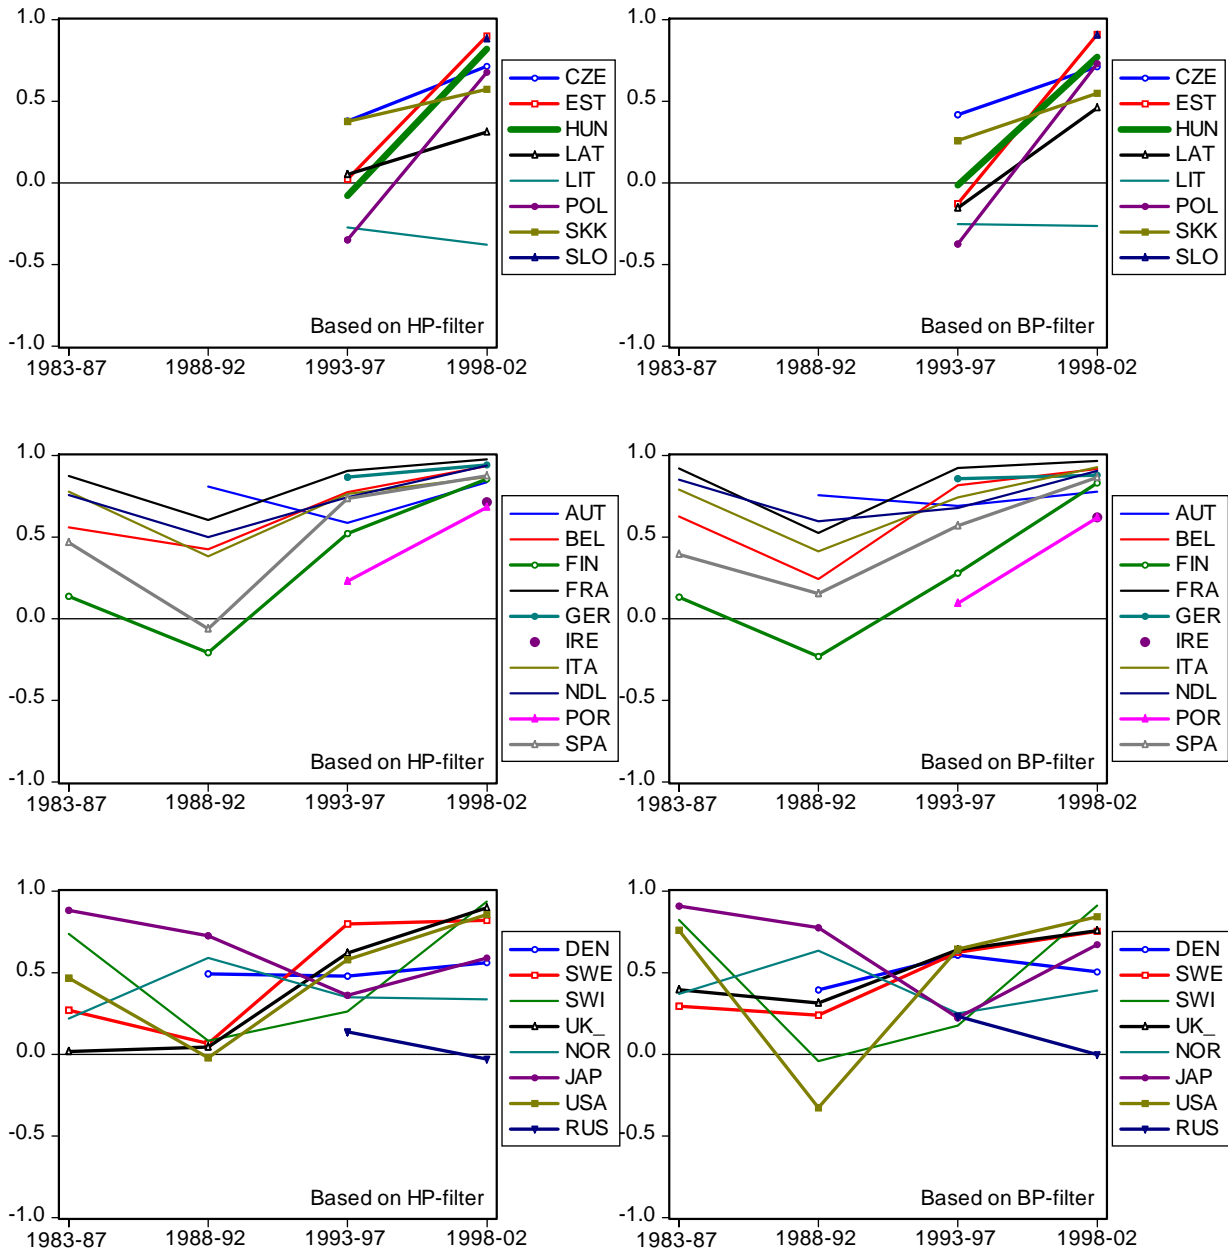 1.0
0.5
0.0
-0.5
-1.0
1983-87 1988-92 1993-97 1998-02
Based on HP-filter
CZE
EST
HUN
LAT
LIT
POL
SKK
SLO
1.0
0.5
0.0
-0.5
-1.0
1983-87 1988-92 1993-97 1998-02
Based on BP-filter
CZE
EST
HUN
LAT
LIT
POL
SKK
SLO
1.0
0.5
0.0
-0.5
-1.0
1983-87 1988-92 1993-97 1998-02
Based on HP-filter
AUT
BEL
FIN
FRA
GER
IRE
ITA
NDL
POR
SPA
1.0
0.5
0.0
-0.5
-1.0
1983-87 1988-92 1993-97 1998-02
Based on BP-filter
AUT
BEL
FIN
FRA
GER
IRE
ITA
NDL
POR
SPA
1.0
0.5
0.0
-0.5
-1.0
1983-87 1988-92 1993-97 1998-02
Based on HP-filter
DEN
SWE
SWI
UK_
NOR
JAP
USA
RUS
1.0
0.5
0.0
-0.5
-1.0
1983-87 1988-92 1993-97 1998-02
Based on BP-filter
DEN
SWE
SWI
UK_
NOR
JAP
USA
RUS